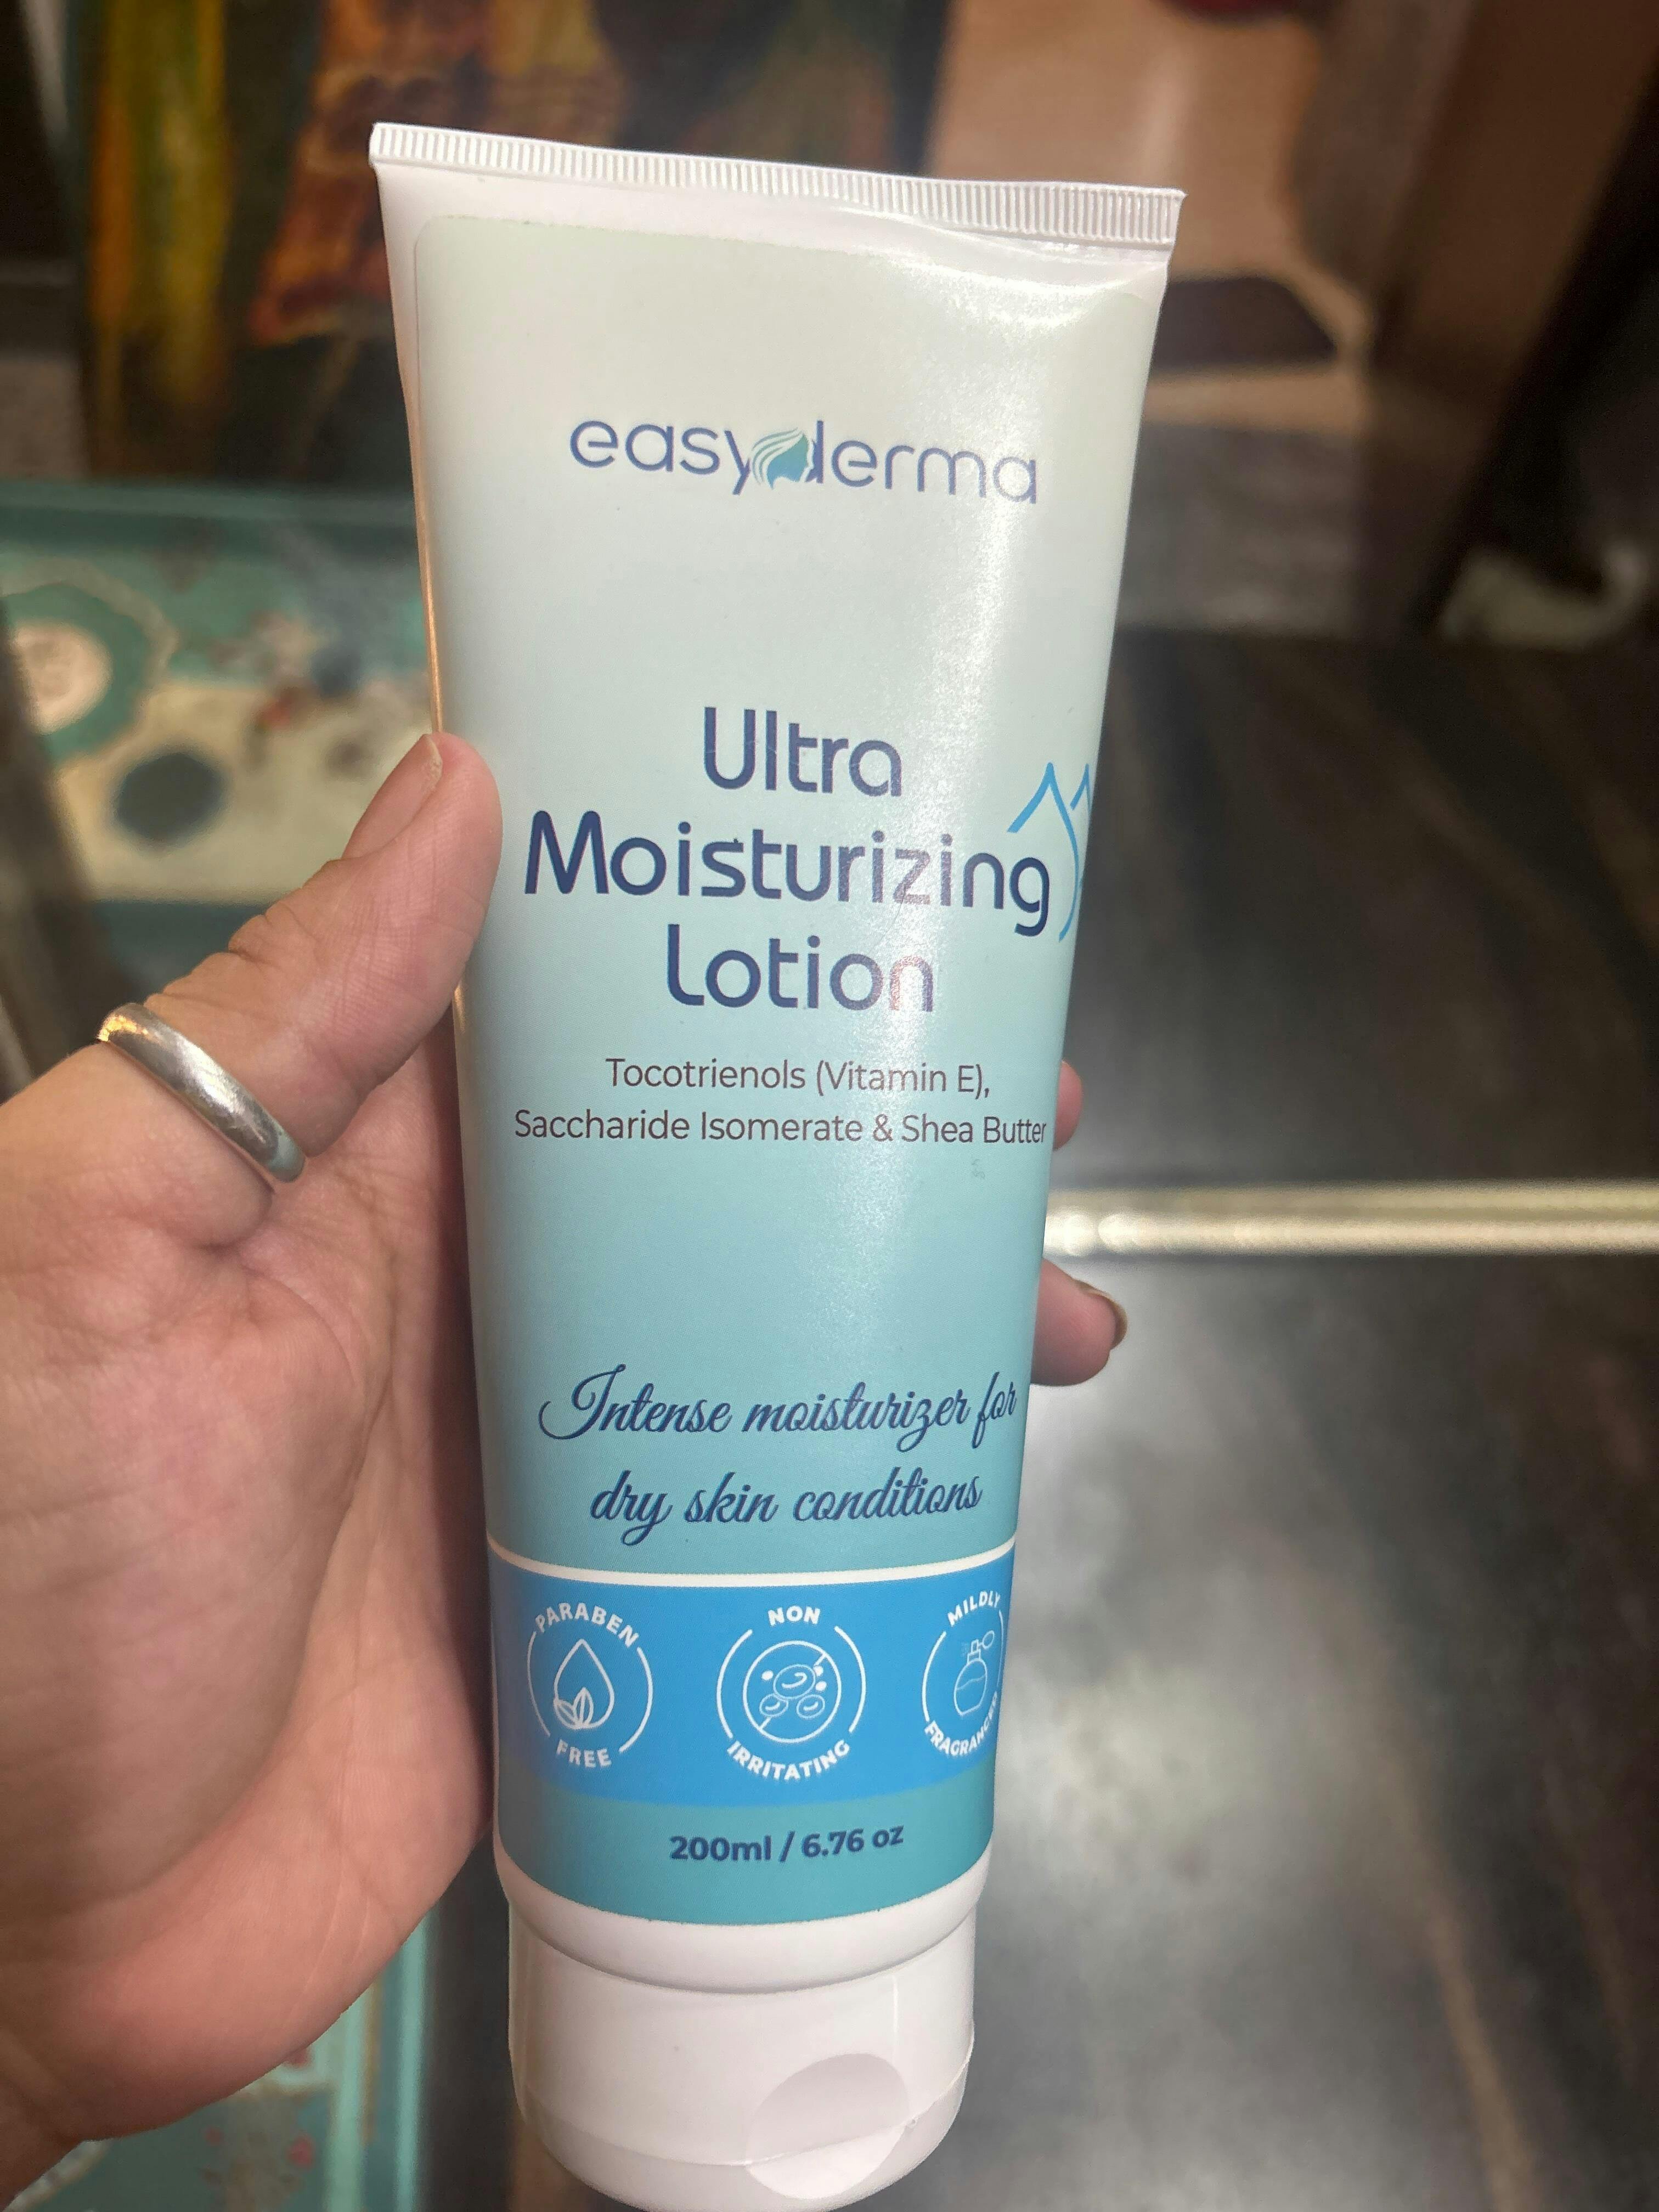 easyderma
Ultra
Moisturizing
Lotion
Tocotrienols (Vitamin E),
Saccharide Isomerate & Shea Butter
Intense moisturizer for
dry skin conditions
PARABEN
FREE
NON
IRRITATING
MILDLY
FRAGRANCED
200ml / 6.76 oz